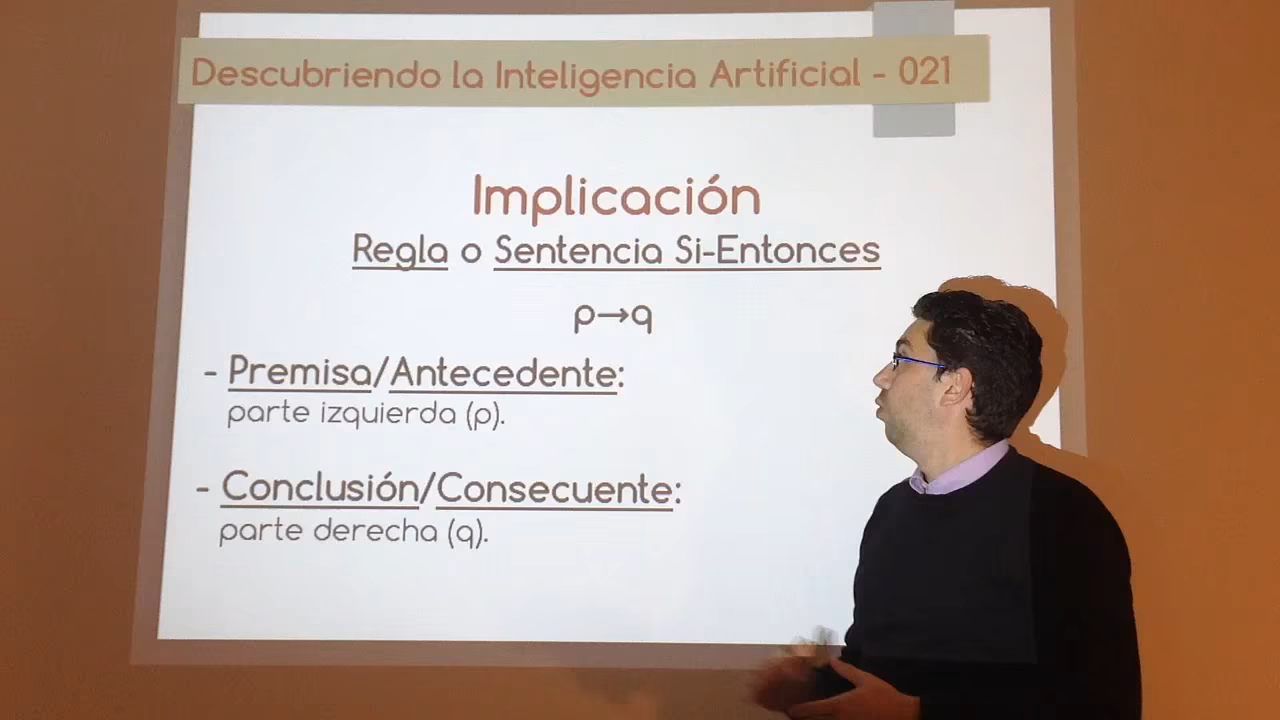 Descubriendo la Inteligencia Artificial - 021
Implicación
Regla o Sentencia Si-Entonces
p→q
- Premisa/Antecedente:
parte izquierda (p).
- Conclusión/Consecuente:
parte derecha (q).